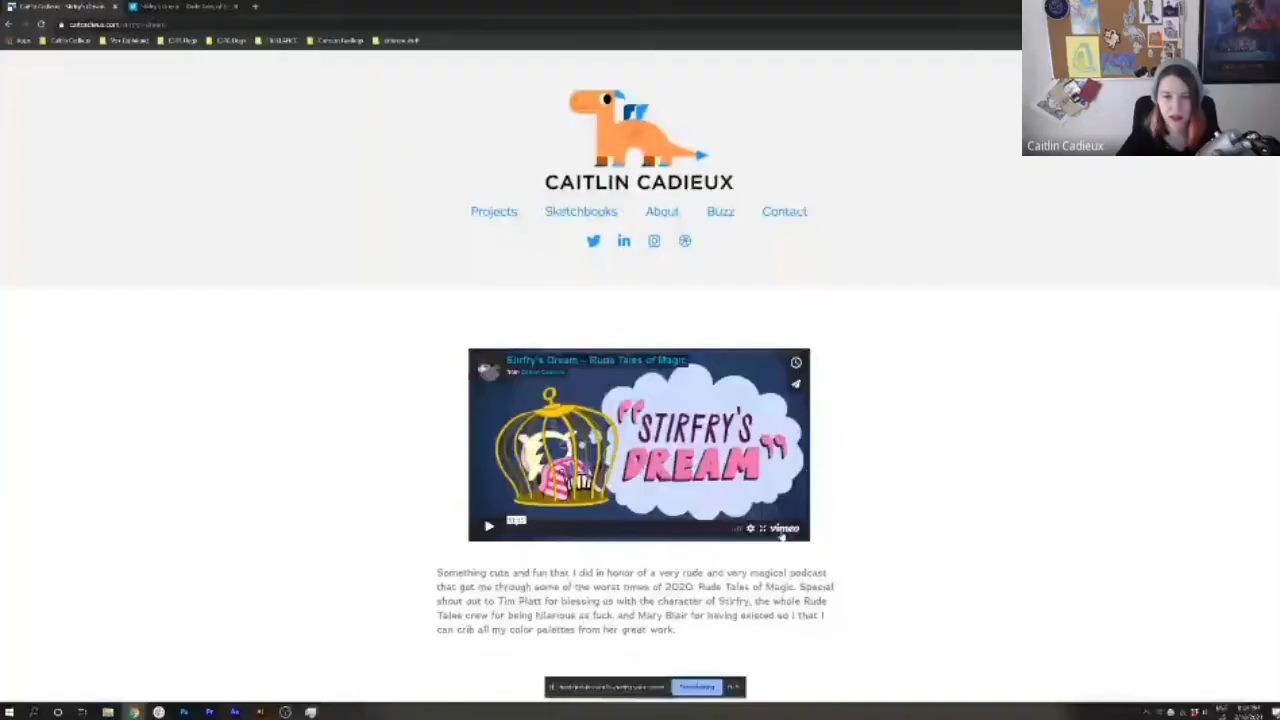 Caitlin Cadieux
CAITLIN CADIEUX
Projects Sketchbooks About Buzz Contact
Stirfry's Dream - Rude Tales of Magic
from Caitlin Cadieux
"STIRFRY'S
DREAM"
vimeo
Something cute and fun that I did in honor of a very rude and very magical podcast
that got me through some of the worst times of 2020: Rude Tales of Magic. Special
shout out to Tim Platt for blessing us with the character of Stirfry, the whole Rude
Tales crew for being hilarious as fuck, and Mary Blair for having existed so I that I
can crib all my color palettes from her great work.